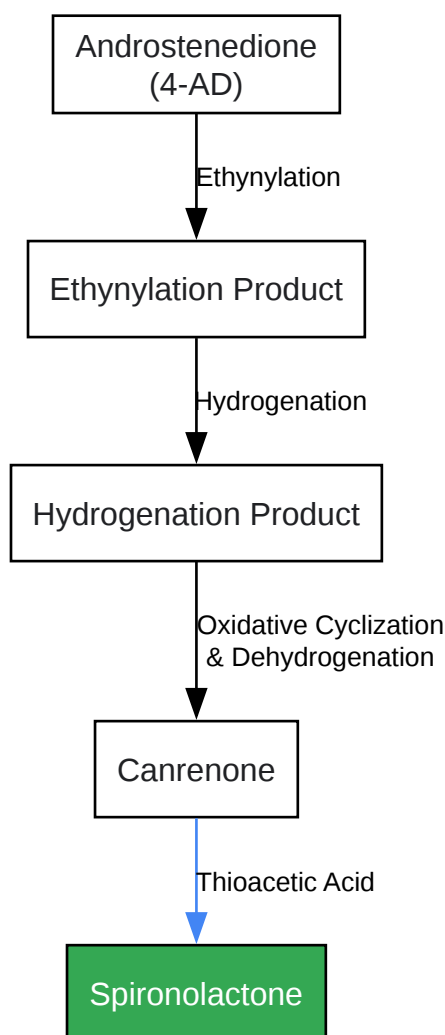 Androstenedione
(4-AD)
Ethynylation
Ethynylation Product
Hydrogenation
Hydrogenation Product
Oxidative Cyclization
& Dehydrogenation
Canrenone
Thioacetic Acid
Spironolactone